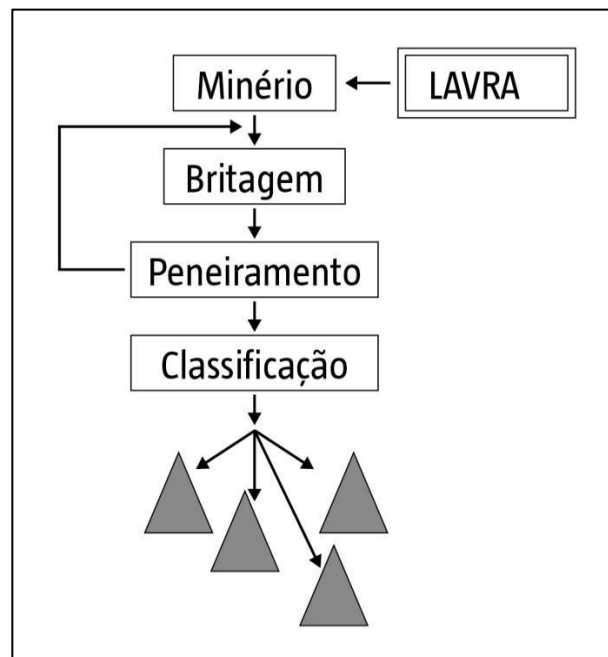 Minério
LAVRA
Britagem
Peneiramento
Classificação